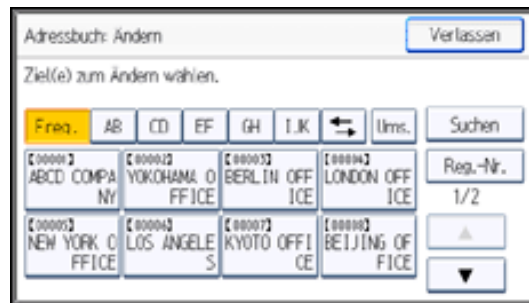 Adressbuch: Ändern
Verlassen
Ziel(e) zum Ändern wählen.
Freq. AB CD EF GH IJK Ums. Suchen
【00001】 【00002】 【00003】 【00004】
ABCD COMPA YOKOHAMA O BERLIN OFF LONDON OFF
NY FFICE ICE ICE
Reg.-Nr.
1/2
【00005】 【00006】 【00007】 【00008】
NEW YORK O LOS ANGELE KYOTO OFFI BEIJING OF
FFICE S CE FICE